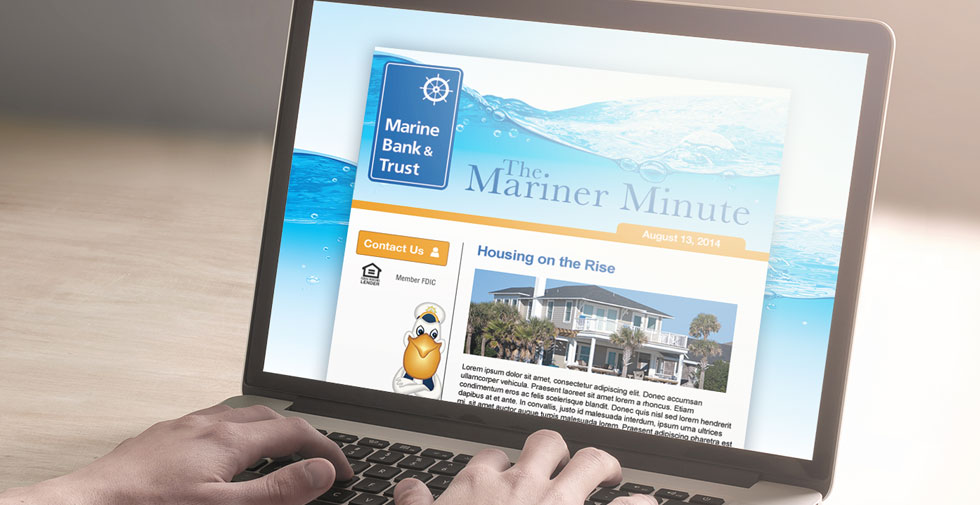 Marine
Bank &
Trust
The
Mariner Minute
August 13, 2014
Contact Us
EQUAL HOUSING
LENDER
Member FDIC
Housing on the Rise
Lorem ipsum dolor sit amet, consectetur adipiscing elit. Donec accumsan
ullamcorper vehicula. Praesent laoreet sit amet lorem a rhoncus. Etiam
condimentum eros ac felis scelerisque blandit. Donec quis nisl sed lorem hendrerit
dapibus at et ante. In convallis, justo id malesuada interdum, ipsum urna ultrices
mi, sit amet auctor augue turpis malesuada lorem. Praesent adipiscing pharetra est